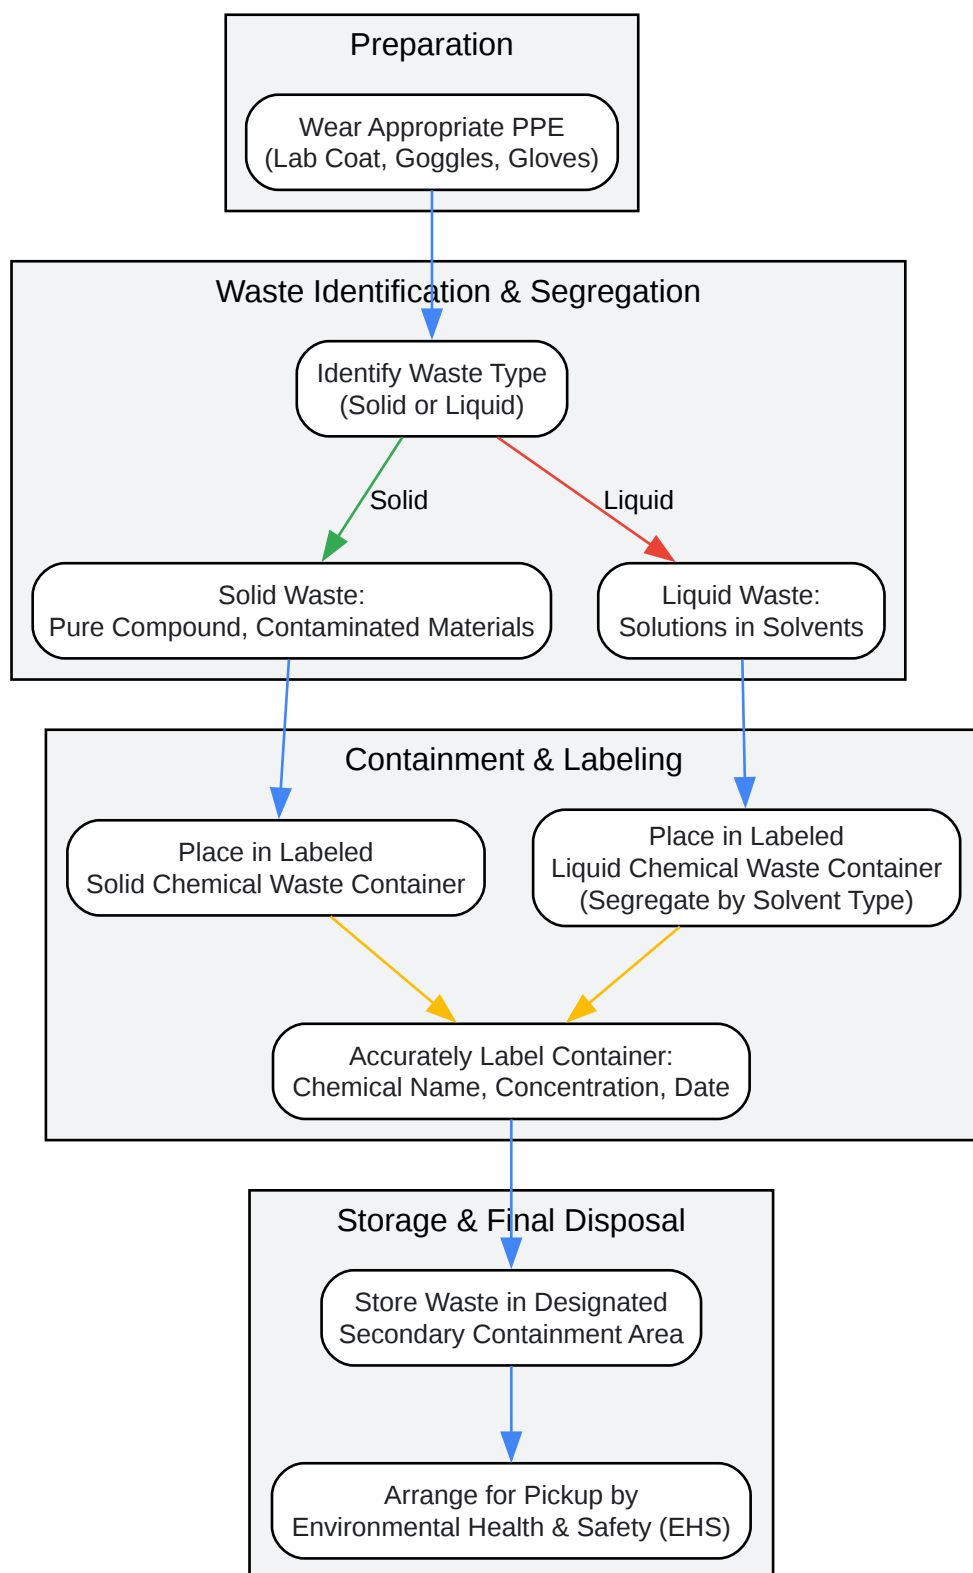 Preparation
Wear Appropriate PPE
(Lab Coat, Goggles, Gloves)
Waste Identification & Segregation
Identify Waste Type
(Solid or Liquid)
Solid
Liquid
Solid Waste:
Pure Compound, Contaminated Materials
Liquid Waste:
Solutions in Solvents
Containment & Labeling
Place in Labeled
Solid Chemical Waste Container
Place in Labeled
Liquid Chemical Waste Container
(Segregate by Solvent Type)
Accurately Label Container:
Chemical Name, Concentration, Date
Storage & Final Disposal
Store Waste in Designated
Secondary Containment Area
Arrange for Pickup by
Environmental Health & Safety (EHS)